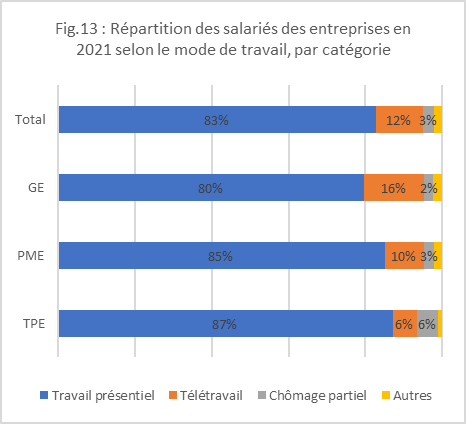 Fig.13 : Répartition des salariés des entreprises en
2021 selon le mode de travail, par catégorie
Total 83% 12% 3%
GE 80% 16% 2%
PME 85% 10% 3%
TPE 87% 6% 6%
Travail présentiel Télétravail Chômage partiel Autres